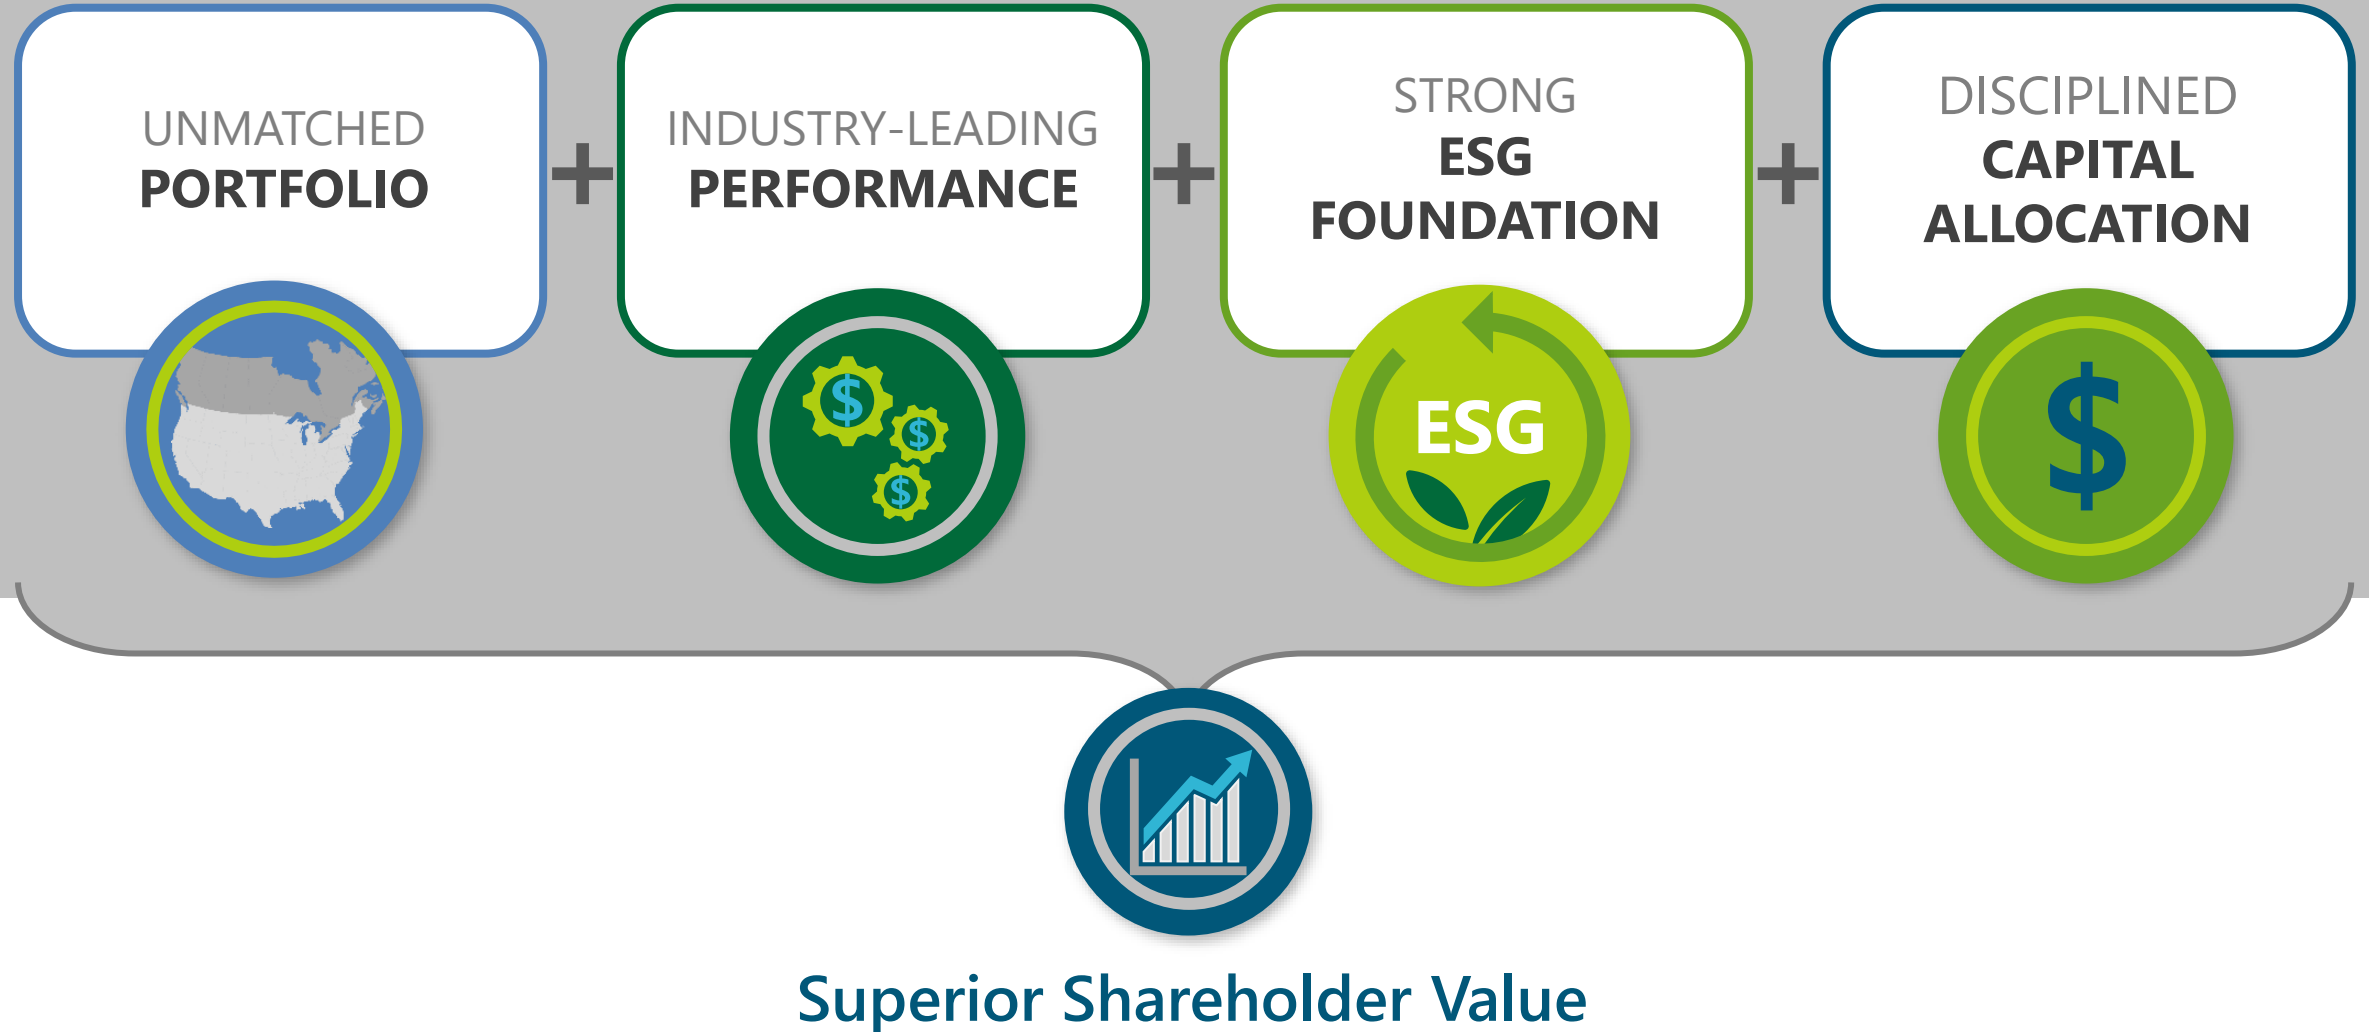 UNMATCHED
PORTFOLIO
+
INDUSTRY-LEADING
PERFORMANCE
+
STRONG
ESG
FOUNDATION
+
DISCIPLINED
CAPITAL
ALLOCATION
$
$
$
ESG
$
Superior Shareholder Value